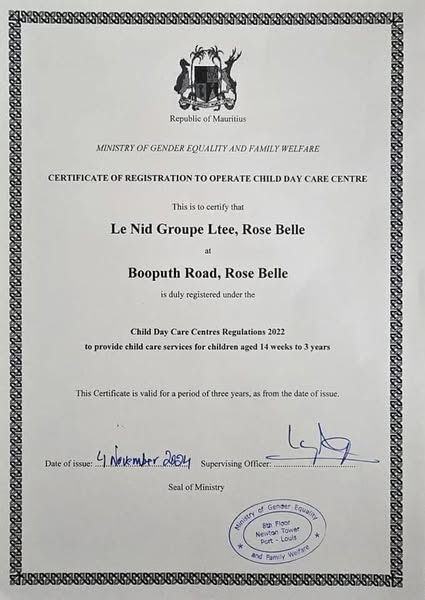 Republic of Mauritius
MINISTRY OF GENDER EQUALITY AND FAMILY WELFARE
CERTIFICATE OF REGISTRATION TO OPERATE CHILD DAY CARE CENTRE
This is to certify that
Le Nid Groupe Ltee, Rose Belle
at
Booputh Road, Rose Belle
is duly registered under the
Child Day Care Centres Regulations 2022
to provide child care services for children aged 14 weeks to 3 years
This Certificate is valid for a period of three years, as from the date of issue.
Date of issue: 4 November 2024 Supervising Officer:
Seal of Ministry
Ministry of Gender Equality
8th Floor
Newton Tower
Port - Louis
and Family Welfare